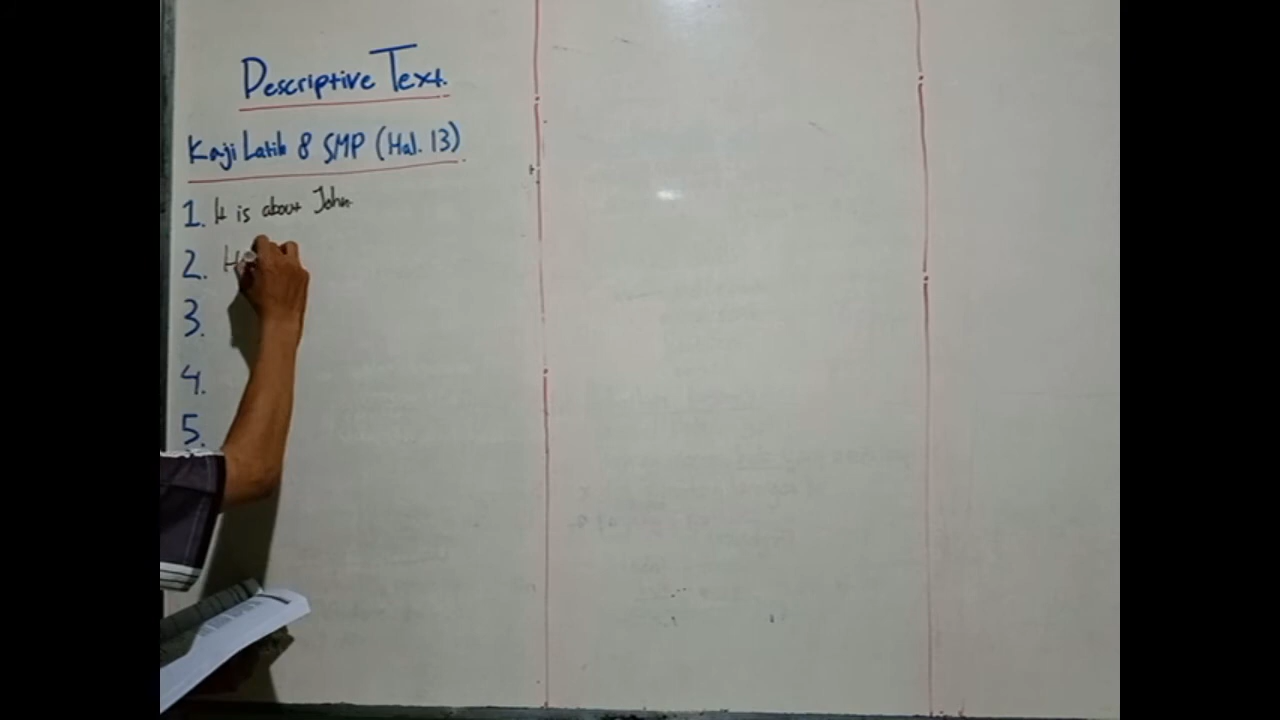 Descriptive Text.
Kaji Latih 8 SMP (Hal. 13)
1. It is about John.
2. H
3.
4.
5.